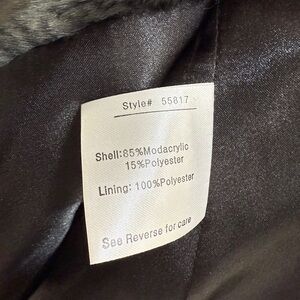 Style# 55817
Shell:85%Modacrylic
15%Polyester
Lining: 100%Polyester
See Reverse for care